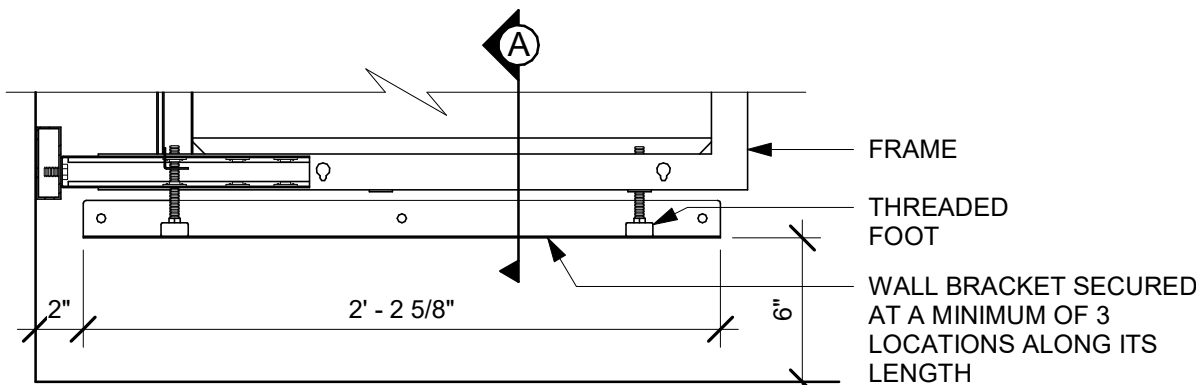 A
FRAME
THREADED
FOOT
WALL BRACKET SECURED
AT A MINIMUM OF 3
LOCATIONS ALONG ITS
LENGTH
2"
2' - 2 5/8"
6"